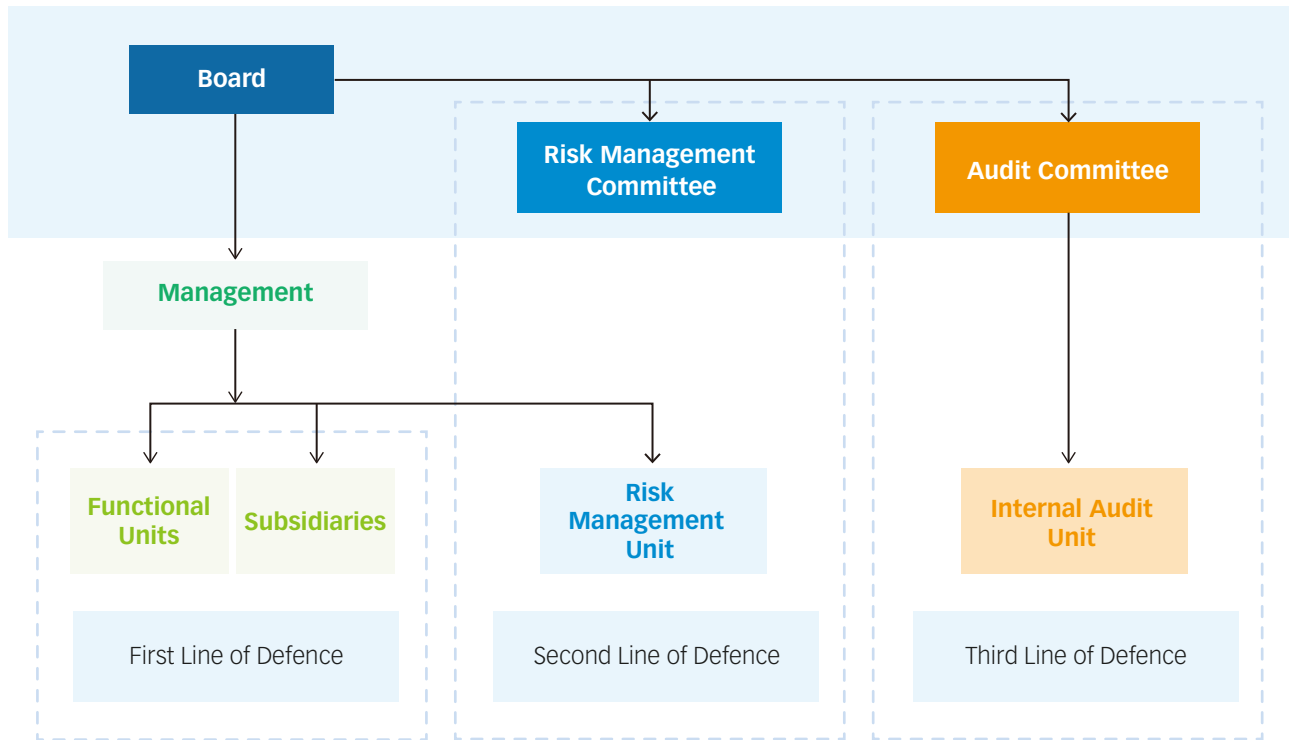 Board
Risk Management
Committee
Audit Committee
Management
Functional
Units
Subsidiaries
Risk
Management
Unit
Internal Audit
Unit
First Line of Defence
Second Line of Defence
Third Line of Defence